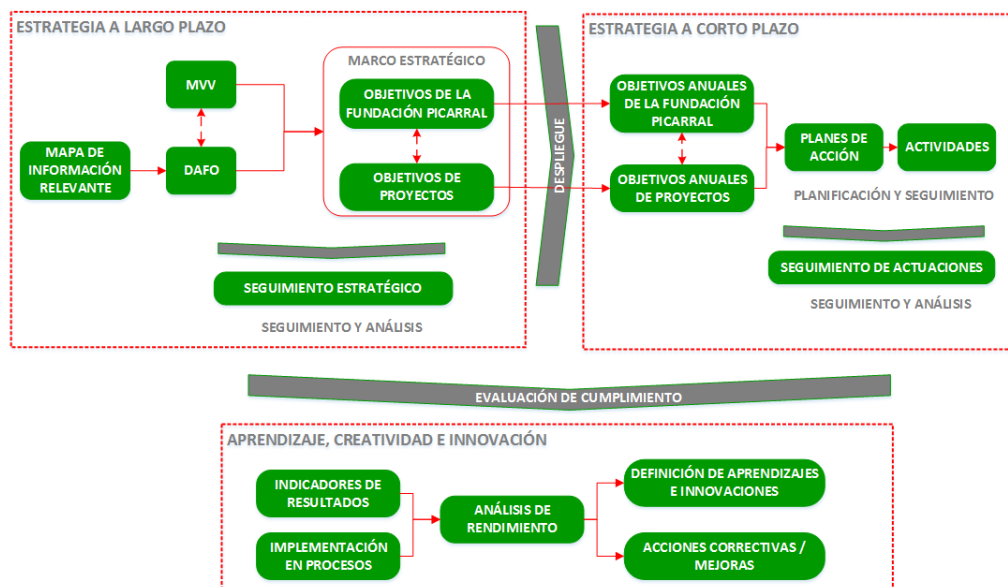 ESTRATEGIA A LARGO PLAZO
MVV
MAPA DE
INFORMACIÓN
RELEVANTE
DAFO
MARCO ESTRATÉGICO
OBJETIVOS DE LA
FUNDACIÓN PICARRAL
OBJETIVOS DE
PROYECTOS
SEGUIMIENTO ESTRATÉGICO
SEGUIMIENTO Y ANÁLISIS
DESPLIEGUE
ESTRATEGIA A CORTO PLAZO
OBJETIVOS ANUALES
DE LA FUNDACIÓN
PICARRAL
OBJETIVOS ANUALES
DE PROYECTOS
PLANES DE
ACCIÓN
ACTIVIDADES
PLANIFICACIÓN Y SEGUIMIENTO
SEGUIMIENTO DE ACTUACIONES
SEGUIMIENTO Y ANÁLISIS
EVALUACIÓN DE CUMPLIMIENTO
APRENDIZAJE, CREATIVIDAD E INNOVACIÓN
INDICADORES DE
RESULTADOS
IMPLEMENTACIÓN
EN PROCESOS
ANÁLISIS DE
RENDIMIENTO
DEFINICIÓN DE APRENDIZAJES
E INNOVACIONES
ACCIONES CORRECTIVAS /
MEJORAS